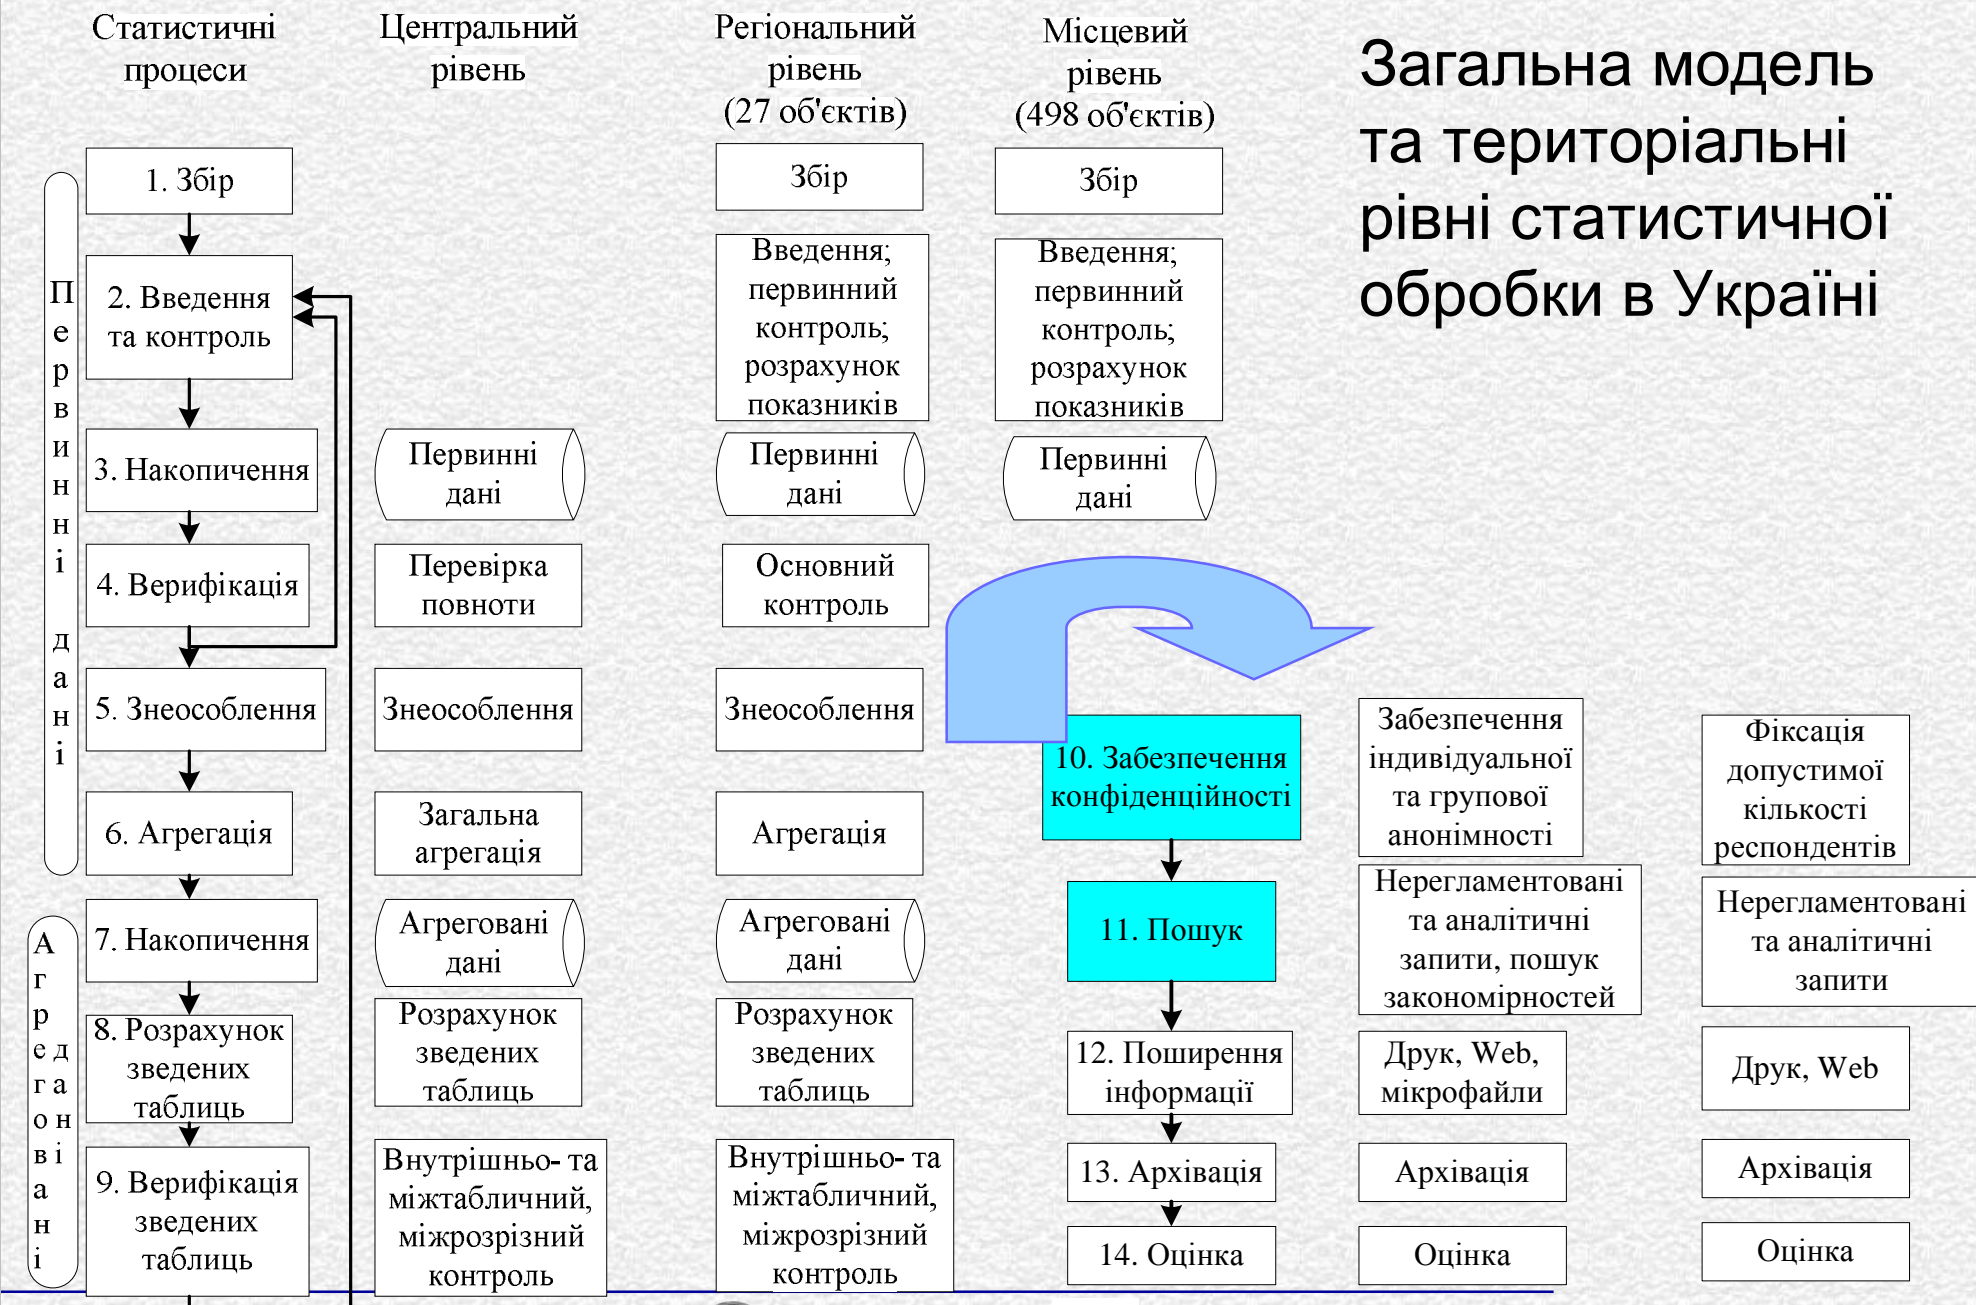 Статистичні
процеси
Центральний
рівень
Регіональний
рівень
(27 об'єктів)
Місцевий
рівень
(498 об'єктів)
Загальна модель
та територіальні
рівні статистичної
обробки в Україні
Первинні дані
1. Збір
Збір
Збір
2. Введення
та контроль
Введення;
первинний
контроль;
розрахунок
показників
Введення;
первинний
контроль;
розрахунок
показників
3. Накопичення
Первинні
дані
Первинні
дані
Первинні
дані
4. Верифікація
Перевірка
повноти
Основний
контроль
5. Знеособлення
Знеособлення
Знеособлення
6. Агрегація
Загальна
агрегація
Агрегація
Агреговані
дані
7. Накопичення
Агреговані
дані
Агреговані
дані
8. Розрахунок
зведених
таблиць
Розрахунок
зведених
таблиць
Розрахунок
зведених
таблиць
9. Верифікація
зведених
таблиць
Внутрішньо- та
міжтабличний,
міжрозрізний
контроль
Внутрішньо- та
міжтабличний,
міжрозрізний
контроль
10. Забезпечення
конфіденційності
Забезпечення
індивідуальної
та групової
анонімності
Фіксація
допустимої
кількості
респондентів
11. Пошук
Нерегламентовані
та аналітичні
запити, пошук
закономірностей
Нерегламентовані
та аналітичні
запити
12. Поширення
інформації
Друк, Web,
мікрофайли
Друк, Web
13. Архівація
Архівація
Архівація
14. Оцінка
Оцінка
Оцінка